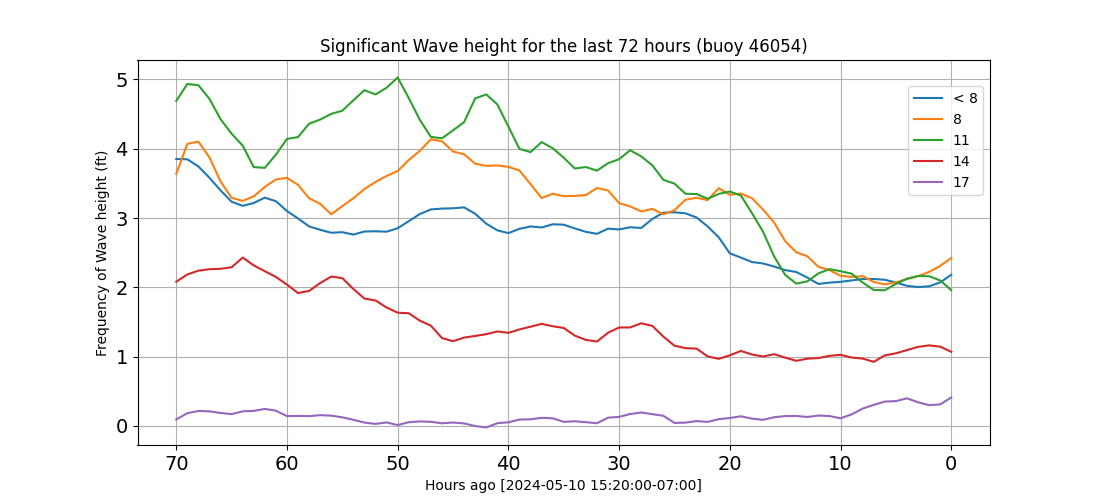 Significant Wave height for the last 72 hours (buoy 46054)
Frequency of Wave height (ft)
5
4
3
2
1
0
< 8
8
11
14
17
70 60 50 40 30 20 10 0
Hours ago [2024-05-10 15:20:00-07:00]